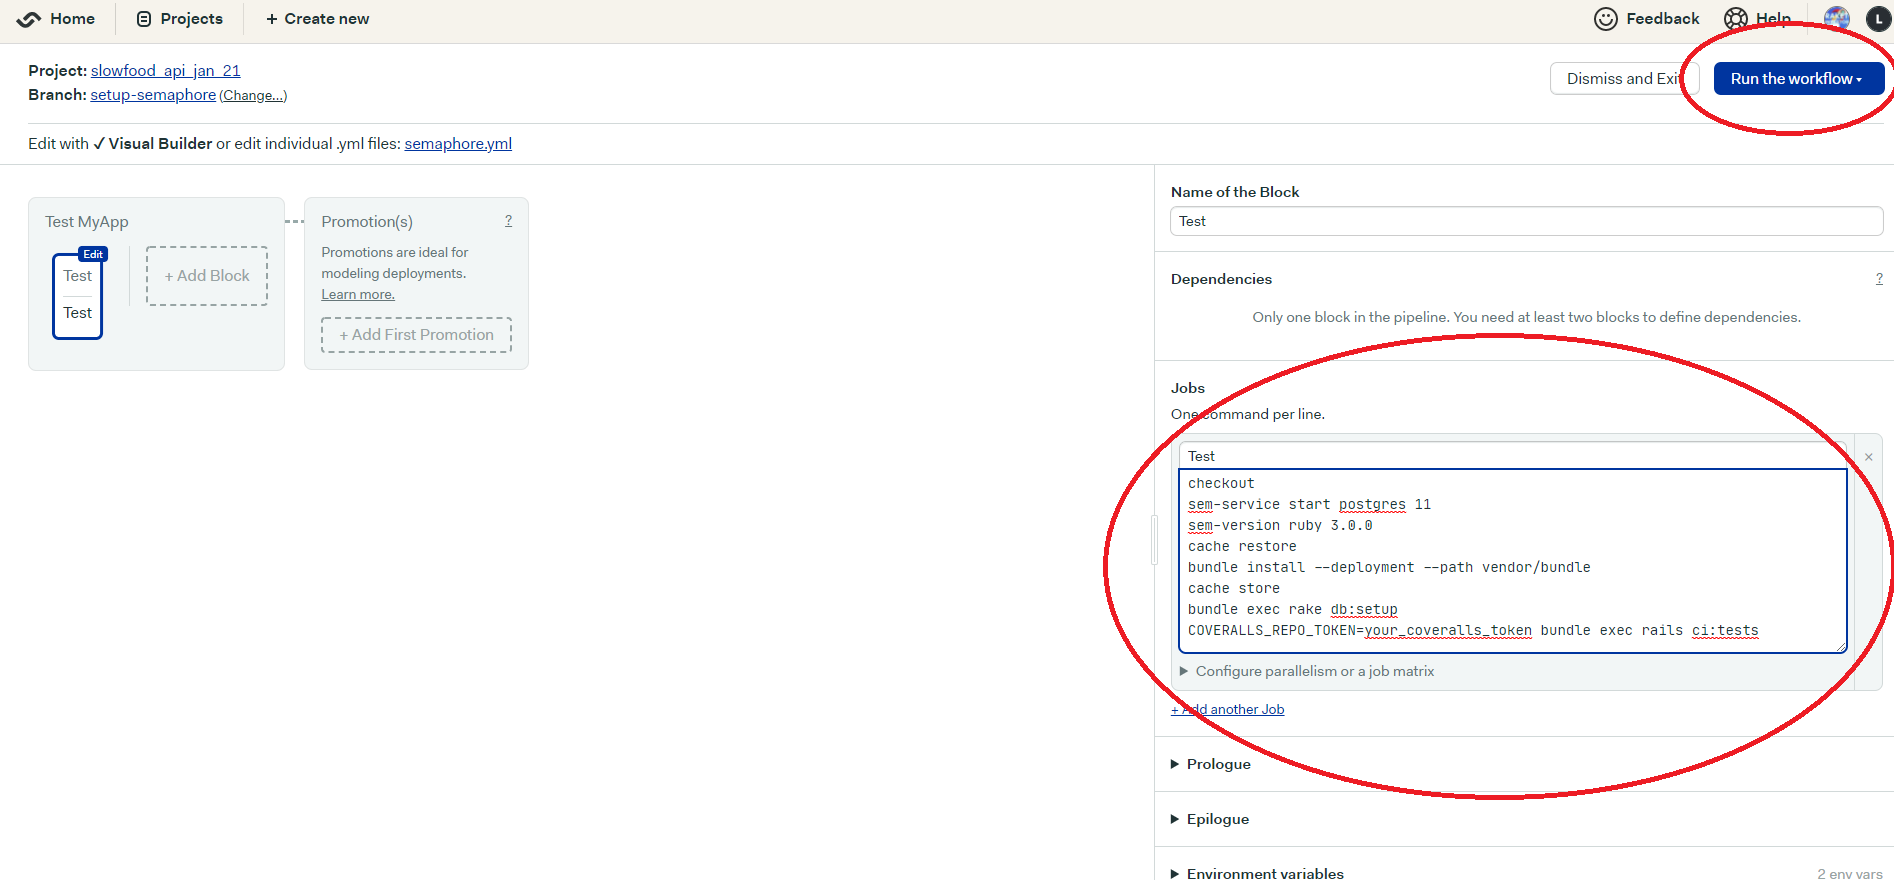 Home Projects + Create new Feedback Help L
Project: slowfood_api_jan_21
Branch: setup-semaphore (Change...)
Dismiss and Exit Run the workflow
Edit with ✓ Visual Builder or edit individual .yml files: semaphore.yml
Test MyApp
Edit
Test
Test
+ Add Block
Promotion(s) ?
Promotions are ideal for
modeling deployments.
Learn more.
+ Add First Promotion
Name of the Block
Test
Dependencies ?
Only one block in the pipeline. You need at least two blocks to define dependencies.
Jobs
One command per line.
Test ×
checkout
sem-service start postgres 11
sem-version ruby 3.0.0
cache restore
bundle install --deployment --path vendor/bundle
cache store
bundle exec rake db:setup
COVERALLS_REPO_TOKEN=your_coveralls_token bundle exec rails ci:tests
Configure parallelism or a job matrix
+ Add another Job
Prologue
Epilogue
Environment variables 2 env vars